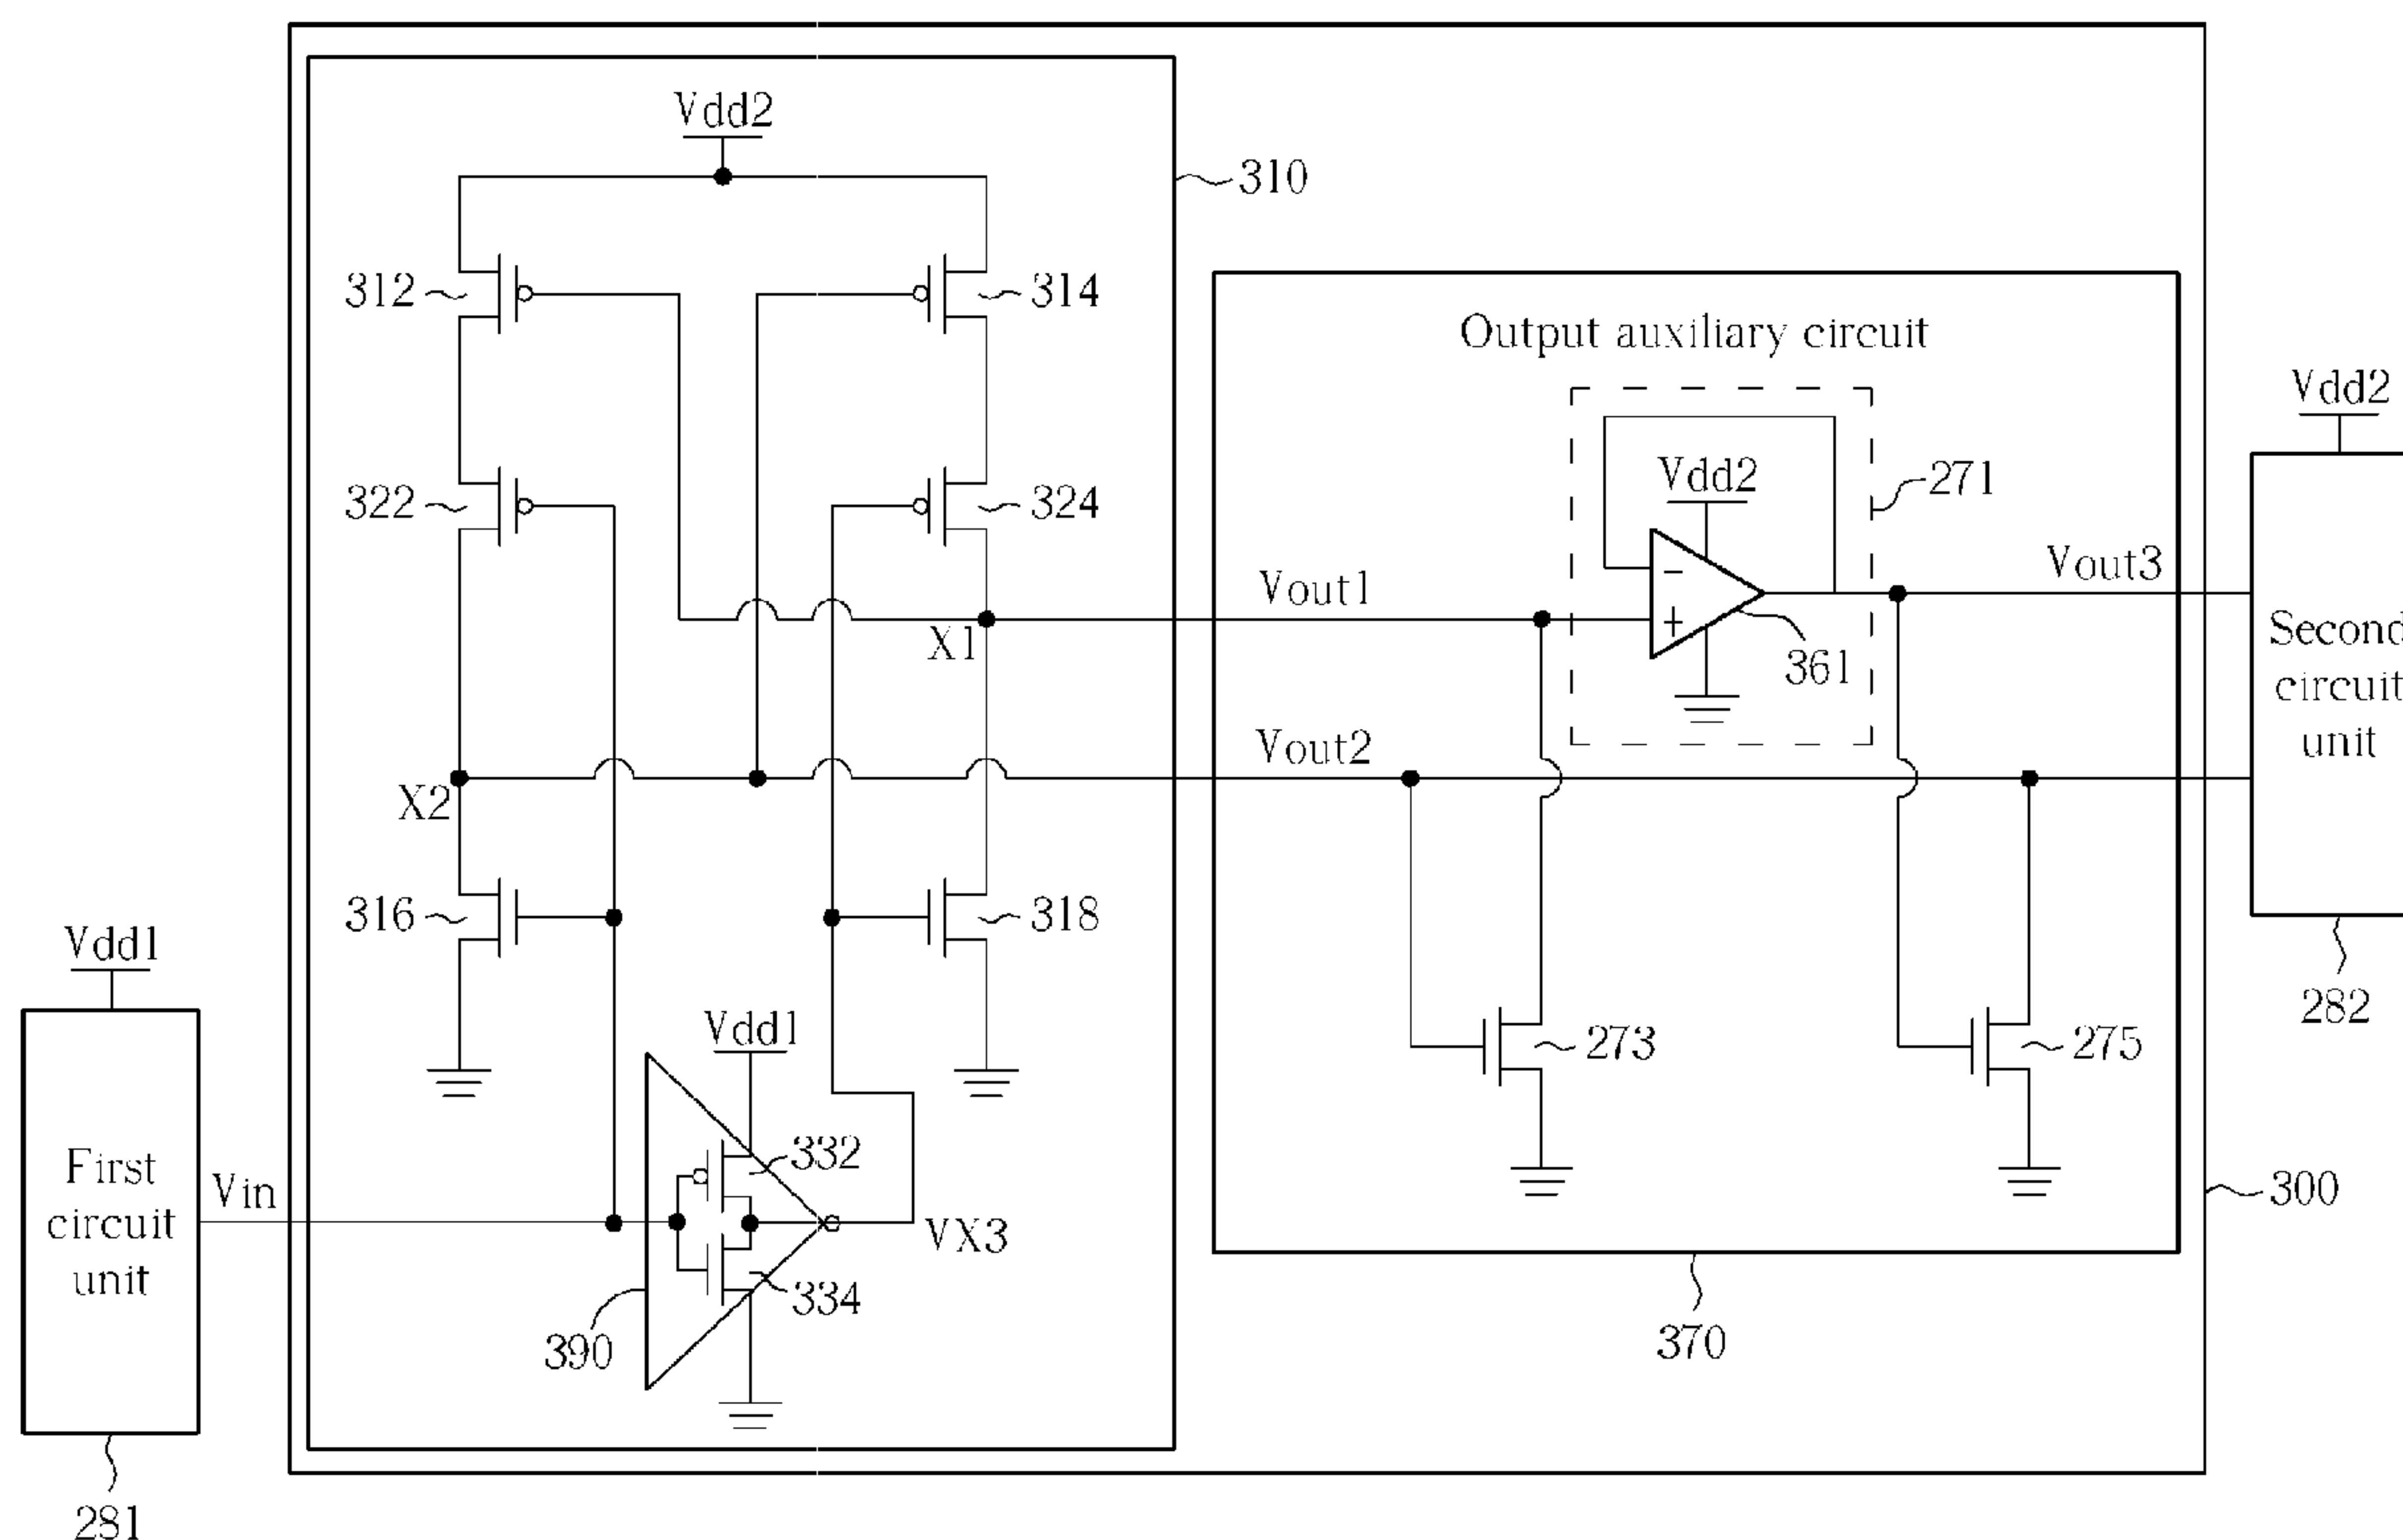 Vdd2
310
312
314
Output auxiliary circuit
Vdd2
322
324
Vdd2
271
Vout1
Vout3
X1
361
Second
circuit
unit
Vout2
X2
316
318
Vdd1
282
Vdd1
273
275
First
circuit
unit
332
Vin
VX3
300
334
390
370
281